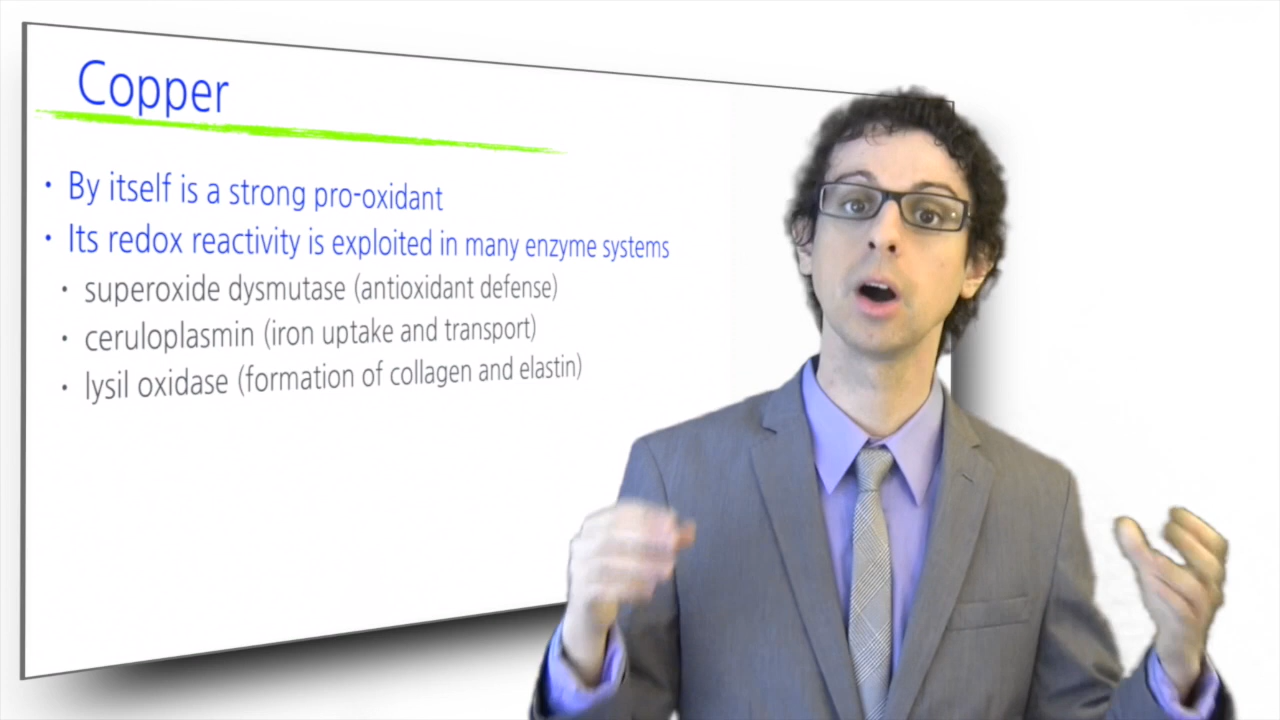 Copper
• By itself is a strong pro-oxidant
• Its redox reactivity is exploited in many enzyme systems
• superoxide dysmutase (antioxidant defense)
• ceruloplasmin (iron uptake and transport)
• lysil oxidase (formation of collagen and elastin)